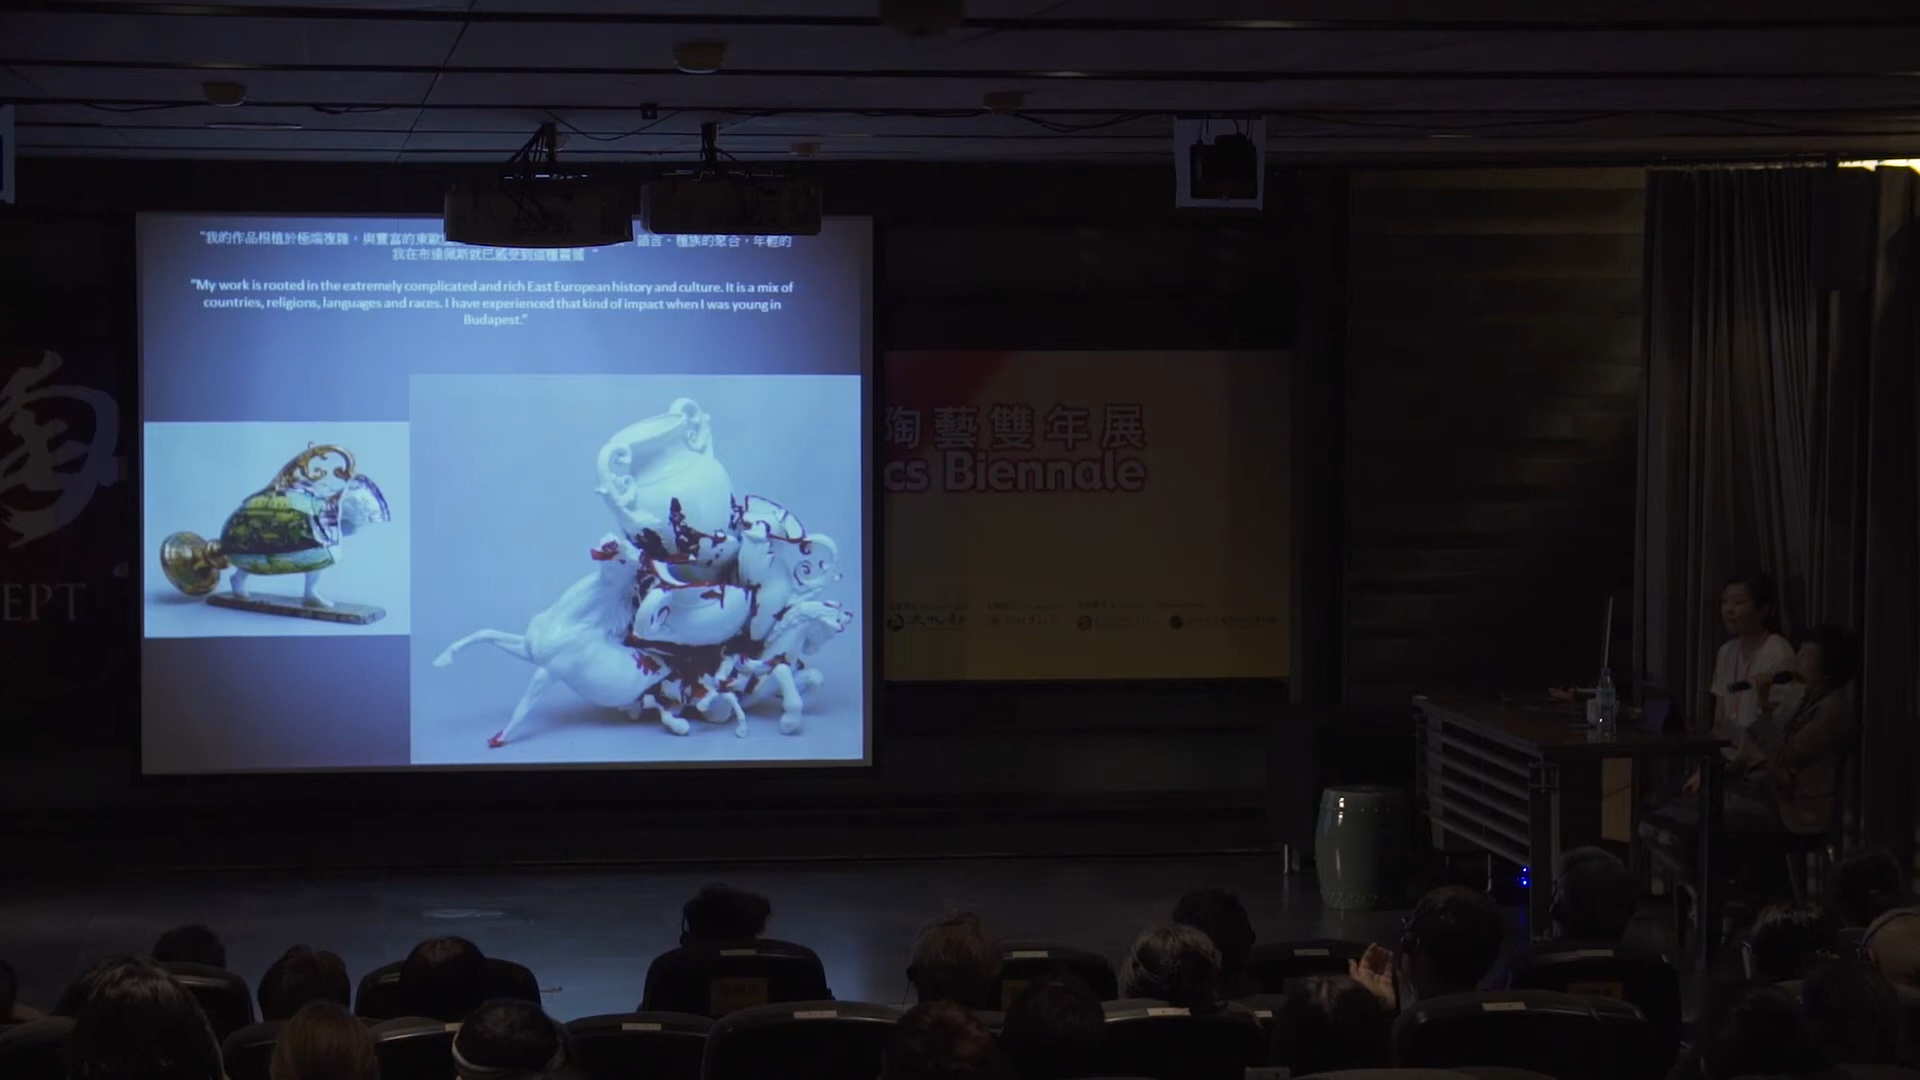 “我的作品根植於極端複雜，與豐富的東歐 語言、種族的聚合，年輕的
我在布達佩斯就已感受到這種震撼 ”
“My work is rooted in the extremely complicated and rich East European history and culture. It is a mix of
countries, religions, languages and races. I have experienced that kind of impact when I was young in
Budapest.”
陶藝雙年展
cs Biennale
EPT